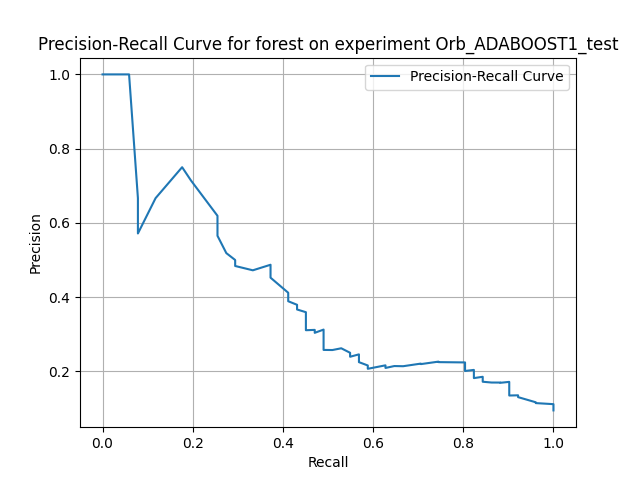 Precision-Recall Curve for forest on experiment Orb_ADABOOST1_test
Precision-Recall Curve
1.0
0.8
0.6
0.4
0.2
Precision
0.0 0.2 0.4 0.6 0.8 1.0
Recall